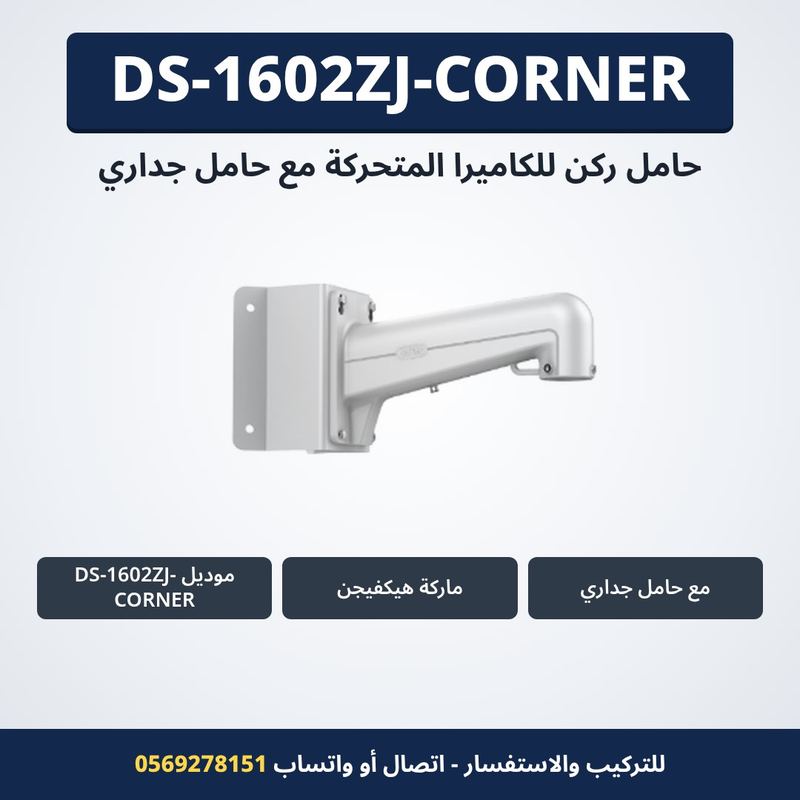 DS-1602ZJ-CORNER
حامل ركن للكاميرا المتحركة مع حامل جداري
مع حامل جداري
ماركة هيكفيجن
موديل DS-1602ZJ-
CORNER
للتركيب والاستفسار - اتصال أو واتساب 0569278151